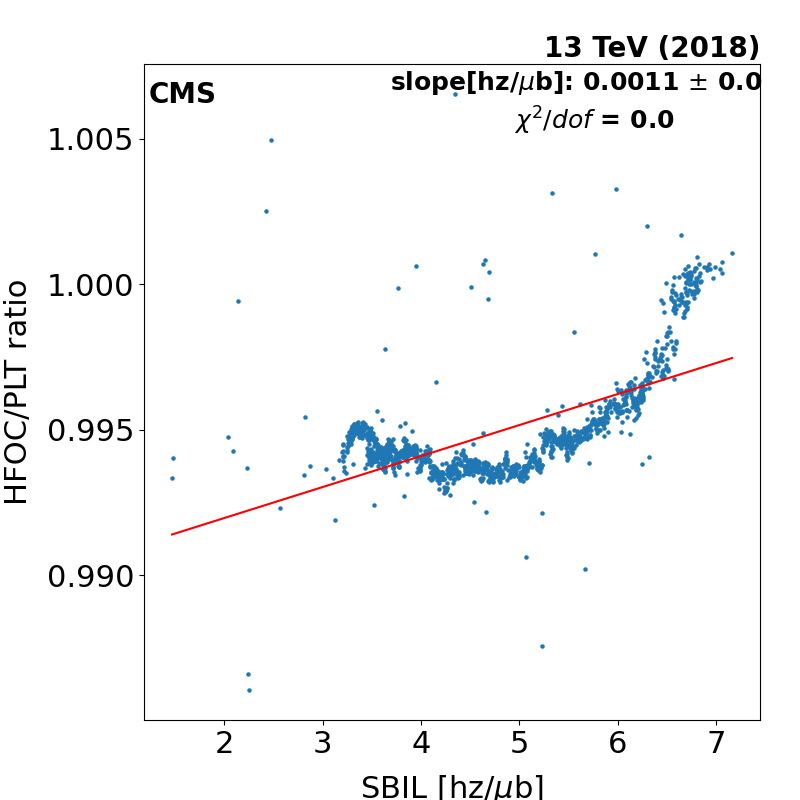 13 TeV (2018)
CMS
slope[hz/μb]: 0.0011 ± 0.0
χ²/dof = 0.0
HFOC/PLT ratio
1.005
1.000
0.995
0.990
2 3 4 5 6 7
SBIL [hz/μb]